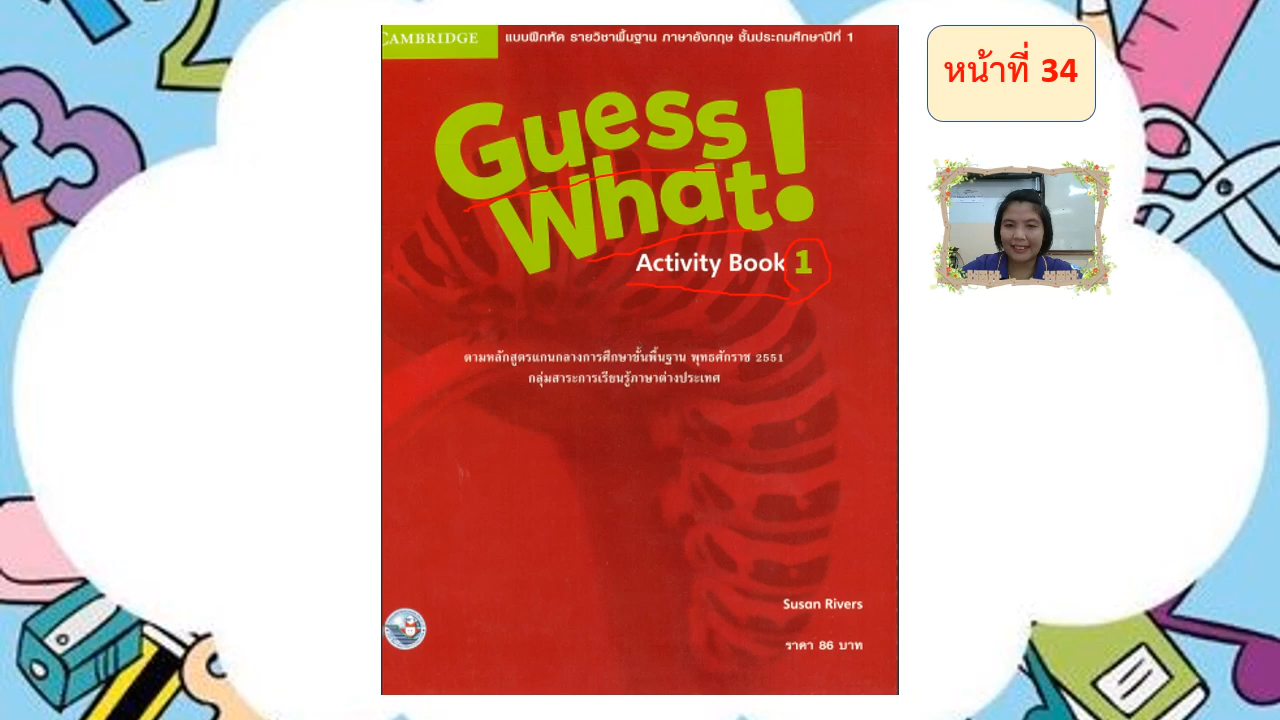 CAMBRIDGE
แบบฝึกหัด รายวิชาพื้นฐาน ภาษาอังกฤษ ชั้นประถมศึกษาปีที่ 1
หน้าที่ 34
Guess
What!
Activity Book 1
ตามหลักสูตรแกนกลางการศึกษาขั้นพื้นฐาน พุทธศักราช 2551
กลุ่มสาระการเรียนรู้ภาษาต่างประเทศ
Susan Rivers
ราคา 86 บาท